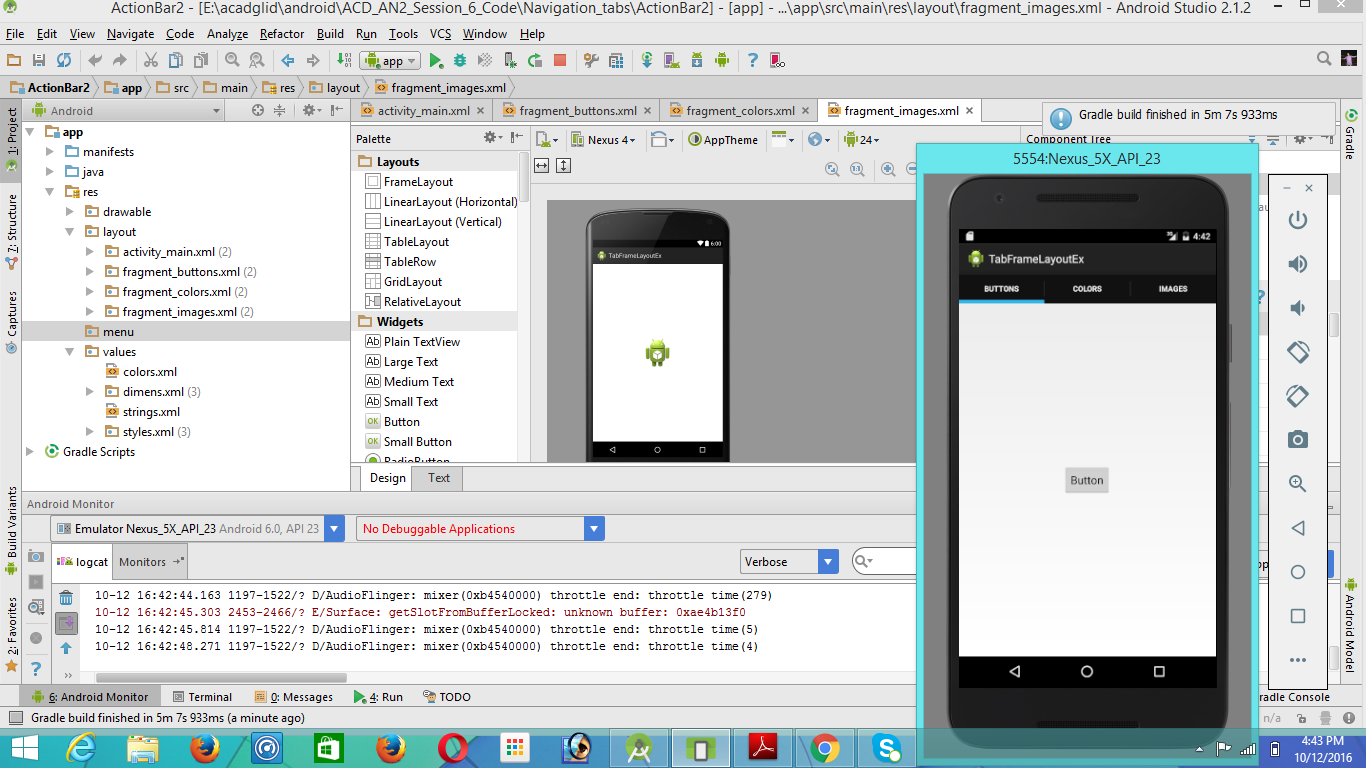 ActionBar2 - [E:\acadglid\android\ACD_AN2_Session_6_Code\Navigation_tabs\ActionBar2] - [app] - ...\app\src\main\res\layout\fragment_images.xml - Android Studio 2.1.2
File Edit View Navigate Code Analyze Refactor Build Run Tools VCS Window Help
app
ActionBar2 app src main res layout fragment_images.xml
Android
activity_main.xml fragment_buttons.xml fragment_colors.xml fragment_images.xml
Gradle build finished in 5m 7s 933ms
1: Project
7: Structure
Captures
Build Variants
2: Favorites
app
manifests
java
res
drawable
layout
activity_main.xml (2)
fragment_buttons.xml (2)
fragment_colors.xml (2)
fragment_images.xml (2)
menu
values
colors.xml
dimens.xml (3)
strings.xml
styles.xml (3)
Gradle Scripts
Palette
Layouts
FrameLayout
LinearLayout (Horizontal)
LinearLayout (Vertical)
TableLayout
TableRow
GridLayout
RelativeLayout
Widgets
Ab Plain TextView
Ab Large Text
Ab Medium Text
Ab Small Text
OK Button
OK Small Button
RadioButton
Nexus 4 AppTheme 24
Component Tree
6:00
TabFrameLayoutEx
Design Text
5554:Nexus_5X_API_23
4:42
TabFrameLayoutEx
BUTTONS COLORS IMAGES
Button
Gradle
Android Model
Android Monitor
Emulator Nexus_5X_API_23 Android 6.0, API 23
No Debuggable Applications
logcat Monitors
Verbose
10-12 16:42:44.163 1197-1522/? D/AudioFlinger: mixer(0xb4540000) throttle end: throttle time(279)
10-12 16:42:45.303 2453-2466/? E/Surface: getSlotFromBufferLocked: unknown buffer: 0xae4b13f0
10-12 16:42:45.814 1197-1522/? D/AudioFlinger: mixer(0xb4540000) throttle end: throttle time(5)
10-12 16:42:48.271 1197-1522/? D/AudioFlinger: mixer(0xb4540000) throttle end: throttle time(4)
6: Android Monitor Terminal 0: Messages 4: Run TODO
radle Console
Gradle build finished in 5m 7s 933ms (a minute ago)
n/a
4:43 PM
10/12/2016